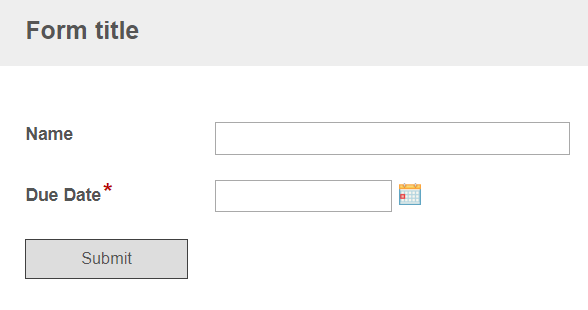 Form title
Name
Due Date*
Submit